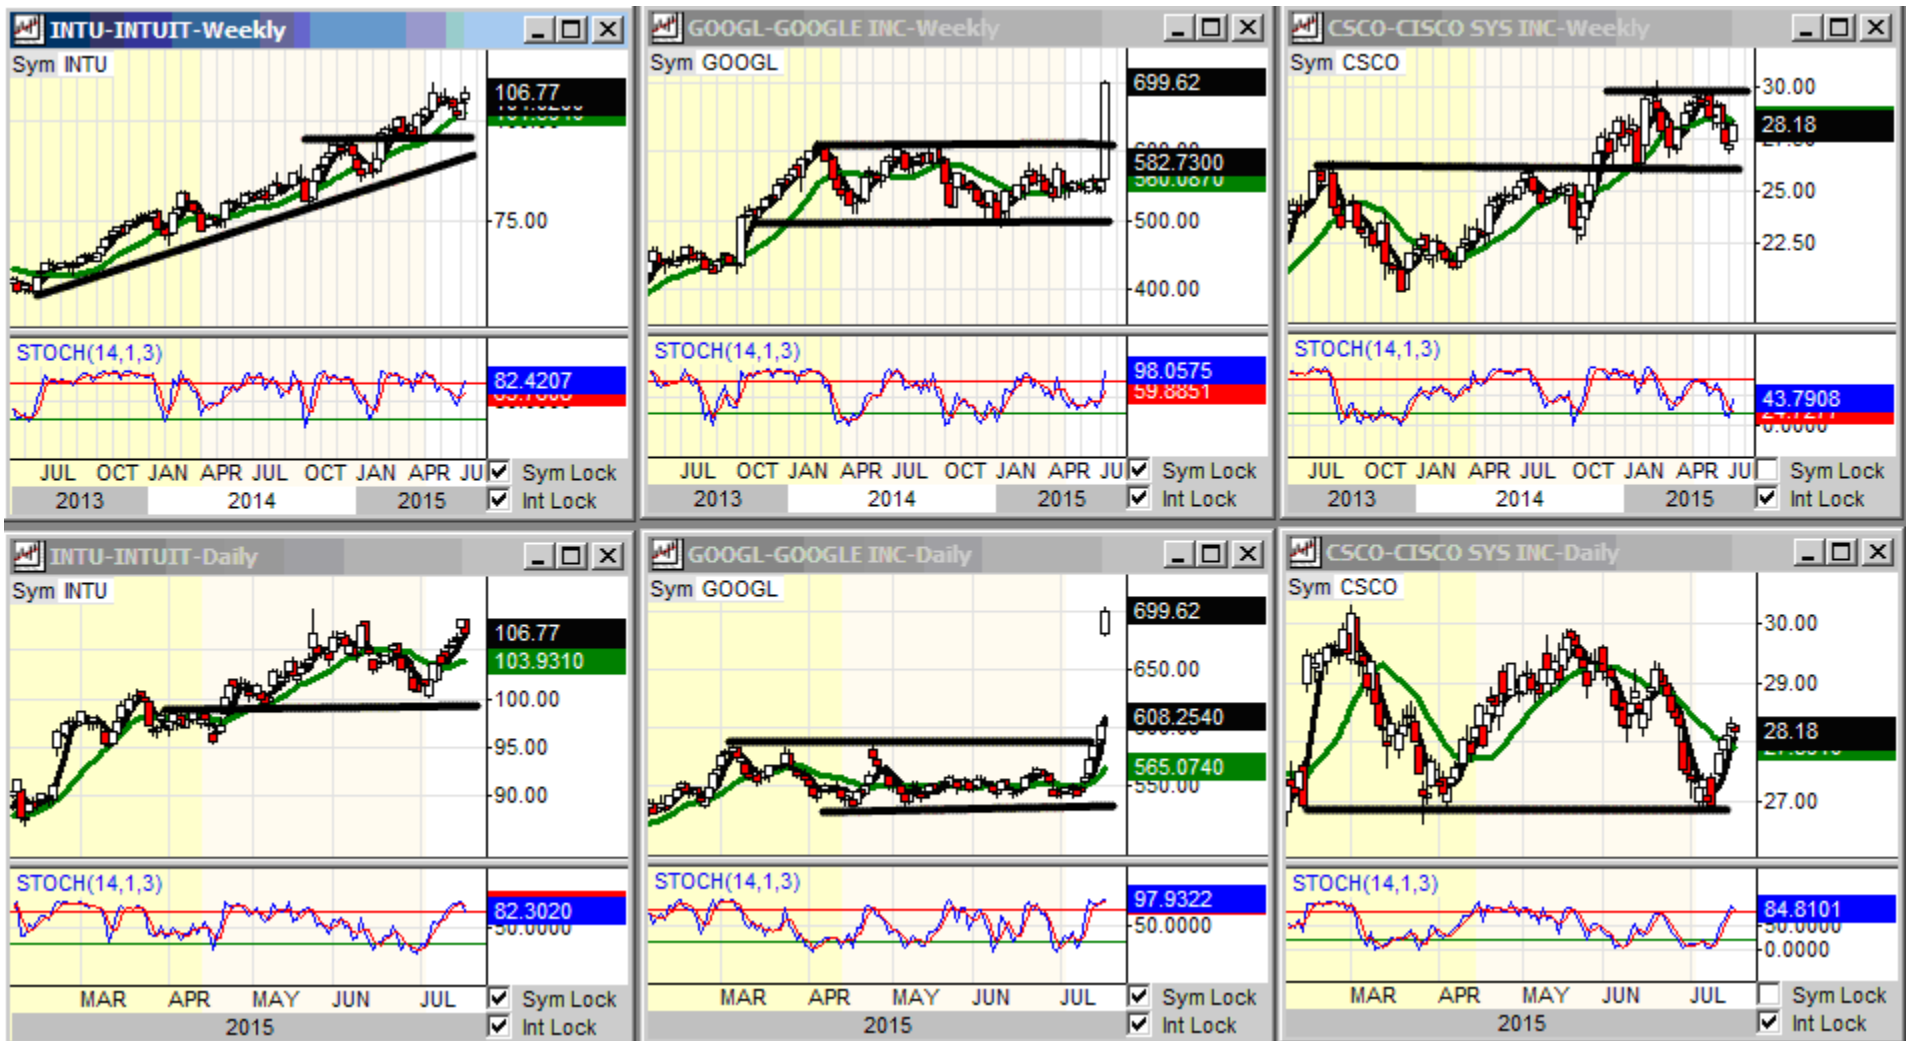 INTU-INTUIT-Weekly
Sym INTU
106.77
75.00
STOCH(14,1,3)
82.4207
JUL OCT JAN APR JUL OCT JAN APR JU
2013 2014 2015
Sym Lock
Int Lock
GOOGL-GOOGLE INC-Weekly
Sym GOOGL
699.62
582.7300
500.00
400.00
STOCH(14,1,3)
98.0575
59.8851
JUL OCT JAN APR JUL OCT JAN APR JU
2013 2014 2015
Sym Lock
Int Lock
CSCO-CISCO SYS INC-Weekly
Sym CSCO
30.00
28.18
25.00
22.50
STOCH(14,1,3)
43.7908
0.0000
JUL OCT JAN APR JUL OCT JAN APR JU
2013 2014 2015
Sym Lock
Int Lock
INTU-INTUIT-Daily
Sym INTU
106.77
103.9310
100.00
95.00
90.00
STOCH(14,1,3)
82.3020
MAR APR MAY JUN JUL
2015
Sym Lock
Int Lock
GOOGL-GOOGLE INC-Daily
Sym GOOGL
699.62
650.00
608.2540
565.0740
550.00
STOCH(14,1,3)
97.9322
50.0000
MAR APR MAY JUN JUL
2015
Sym Lock
Int Lock
CSCO-CISCO SYS INC-Daily
Sym CSCO
30.00
29.00
28.18
27.00
STOCH(14,1,3)
84.8101
0.0000
MAR APR MAY JUN JUL
2015
Sym Lock
Int Lock